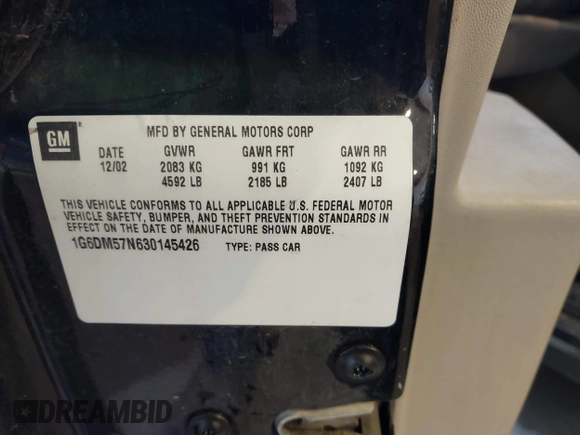 GM
MFD BY GENERAL MOTORS CORP
DATE GVWR GAWR FRT GAWR RR
12/02 2083 KG 991 KG 1092 KG
4592 LB 2185 LB 2407 LB
THIS VEHICLE CONFORMS TO ALL APPLICABLE U.S. FEDERAL MOTOR
VEHICLE SAFETY, BUMPER, AND THEFT PREVENTION STANDARDS IN
EFFECT ON THE DATE OF MANUFACTURE SHOWN ABOVE.
1G6DM57N630145426 TYPE: PASS CAR
DREAMBID